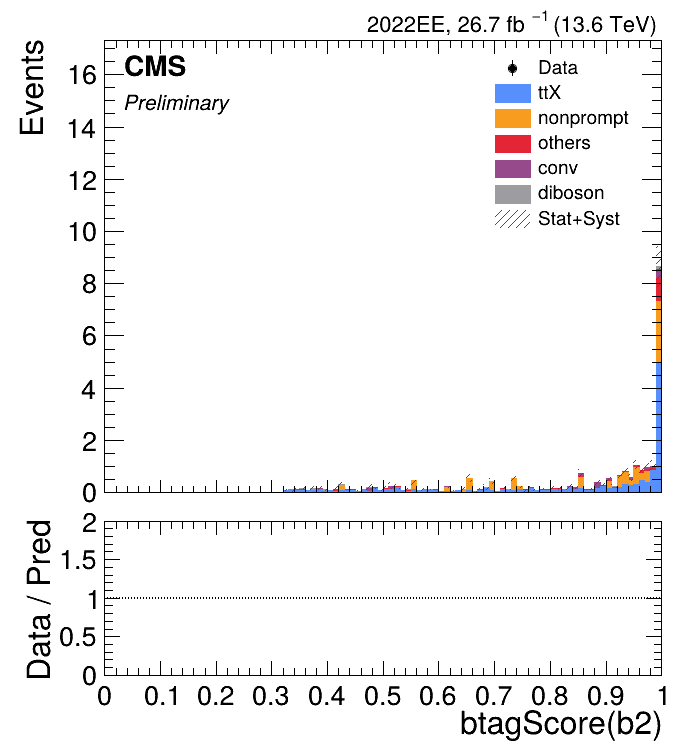 2022EE, 26.7 fb⁻¹ (13.6 TeV)
CMS
Preliminary
Events
16
14
12
10
8
6
4
2
0
Data
ttX
nonprompt
others
conv
diboson
Stat+Syst
Data / Pred
2
1.5
1
0.5
0
0 0.1 0.2 0.3 0.4 0.5 0.6 0.7 0.8 0.9 1
btagScore(b2)